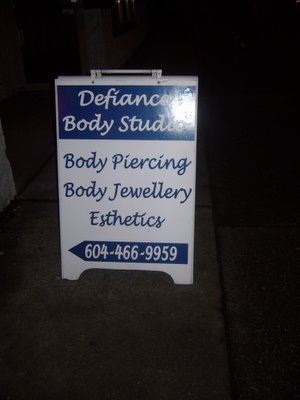 Defiance
Body Studio
Body Piercing
Body Jewellery
Esthetics
604-466-9959